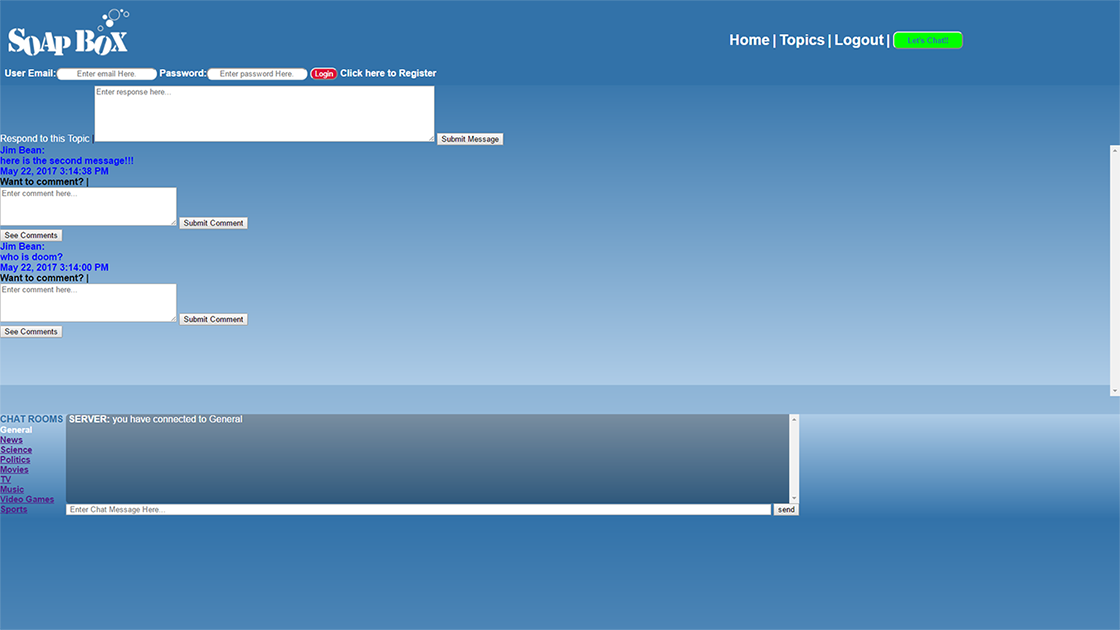 SOAP BOX
Home | Topics | Logout | Let's Chat!!
User Email: Enter email Here. Password: Enter password Here. Login Click here to Register
Enter response here...
Respond to this Topic | Submit Message
Jim Bean:
here is the second message!!!
May 22, 2017 3:14:38 PM
Want to comment? |
Enter comment here...
Submit Comment
See Comments
Jim Bean:
who is doom?
May 22, 2017 3:14:00 PM
Want to comment? |
Enter comment here...
Submit Comment
See Comments
CHAT ROOMS
General
News
Science
Politics
Movies
TV
Music
Video Games
Sports
SERVER: you have connected to General
Enter Chat Message Here... send